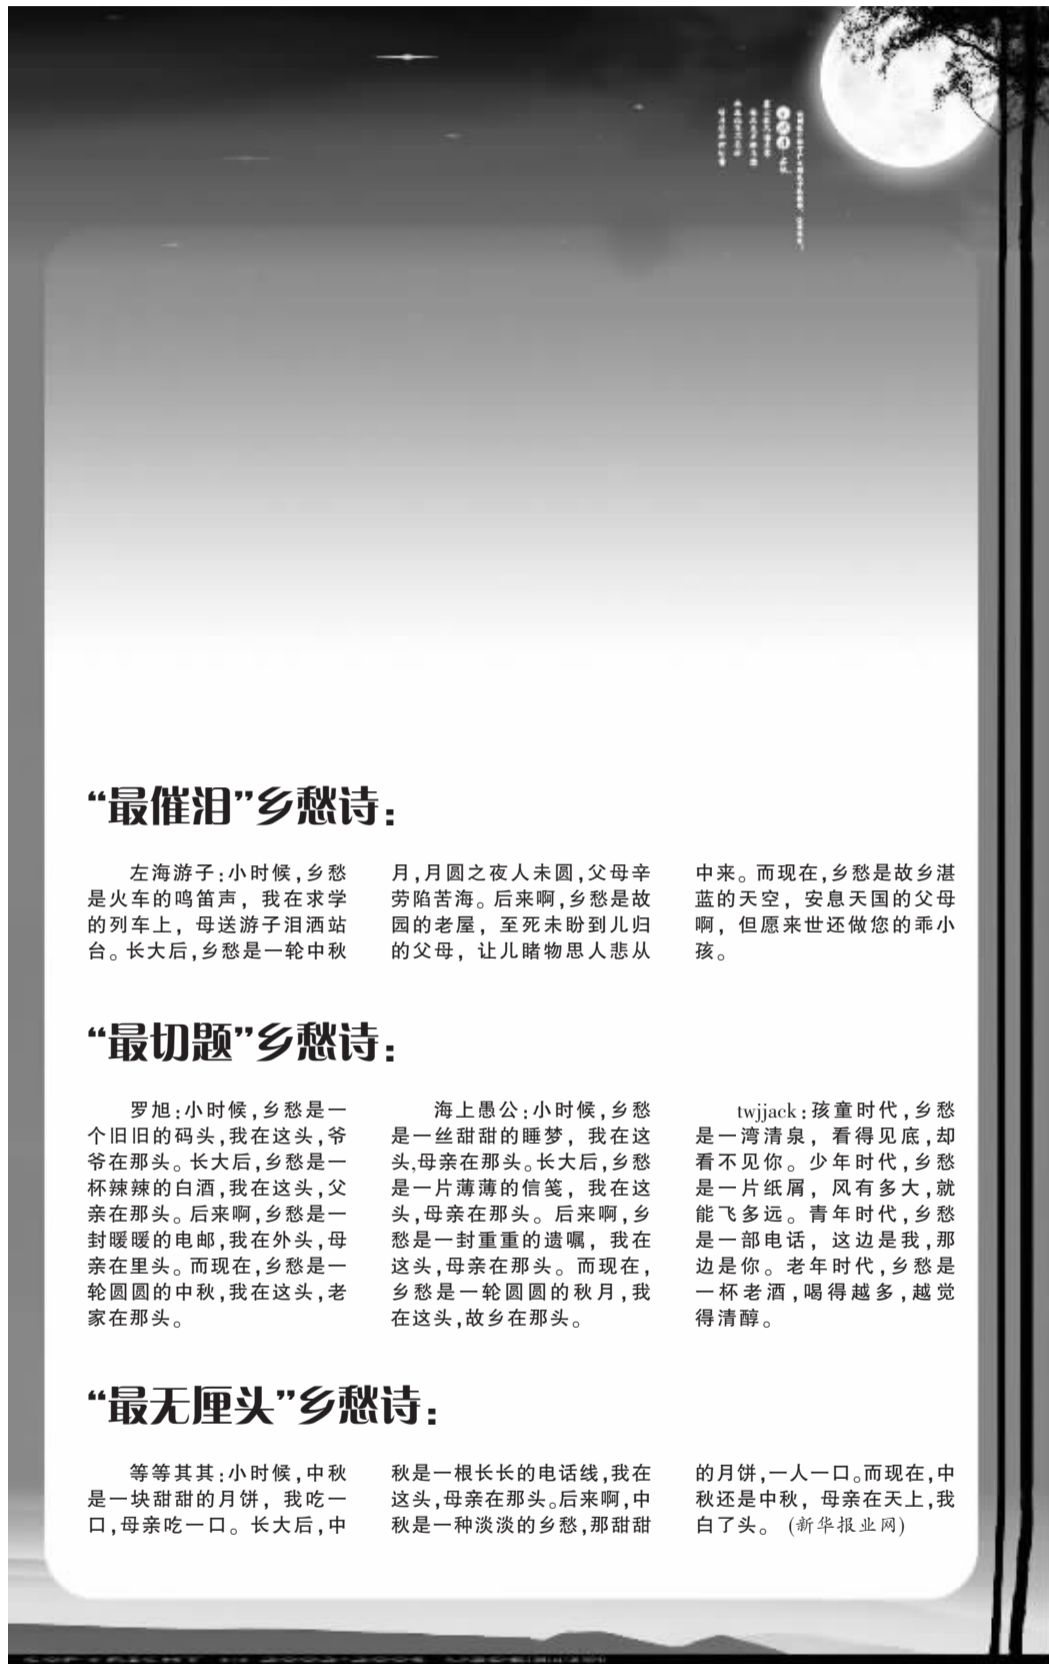 “最催泪”乡愁诗：
左海游子：小时候，乡愁
是火车的鸣笛声，我在求学
的列车上，母送游子泪洒站
台。长大后，乡愁是一轮中秋
月，月圆之夜人未圆，父母辛
劳陷苦海。后来啊，乡愁是故
园的老屋，至死未盼到儿归
的父母，让儿睹物思人悲从
中来。而现在，乡愁是故乡湛
蓝的天空，安息天国的父母
啊，但愿来世还做您的乖小
孩。
“最切题”乡愁诗：
罗旭：小时候，乡愁是一
个旧旧的码头，我在这头，爷
爷在那头。长大后，乡愁是一
杯辣辣的白酒，我在这头，父
亲在那头。后来啊，乡愁是一
封暖暖的电邮，我在外头，母
亲在里头。而现在，乡愁是一
轮圆圆的中秋，我在这头，老
家在那头。
海上愚公：小时候，乡愁
是一丝甜甜的睡梦，我在这
头，母亲在那头。长大后，乡愁
是一片薄薄的信笺，我在这
头，母亲在那头。后来啊，乡
愁是一封重重的遗嘱，我在
这头，母亲在那头。而现在，
乡愁是一轮圆圆的秋月，我
在这头，故乡在那头。
twjjack：孩童时代，乡愁
是一湾清泉，看得见底，却
看不见你。少年时代，乡愁
是一片纸屑，风有多大，就
能飞多远。青年时代，乡愁
是一部电话，这边是我，那
边是你。老年时代，乡愁是
一杯老酒，喝得越多，越觉
得清醇。
“最无厘头”乡愁诗：
等等其其：小时候，中秋
是一块甜甜的月饼，我吃一
口，母亲吃一口。长大后，中
秋是一根长长的电话线，我在
这头，母亲在那头。后来啊，中
秋是一种淡淡的乡愁，那甜甜
的月饼，一人一口。而现在，中
秋还是中秋，母亲在天上，我
白了头。（新华报业网）